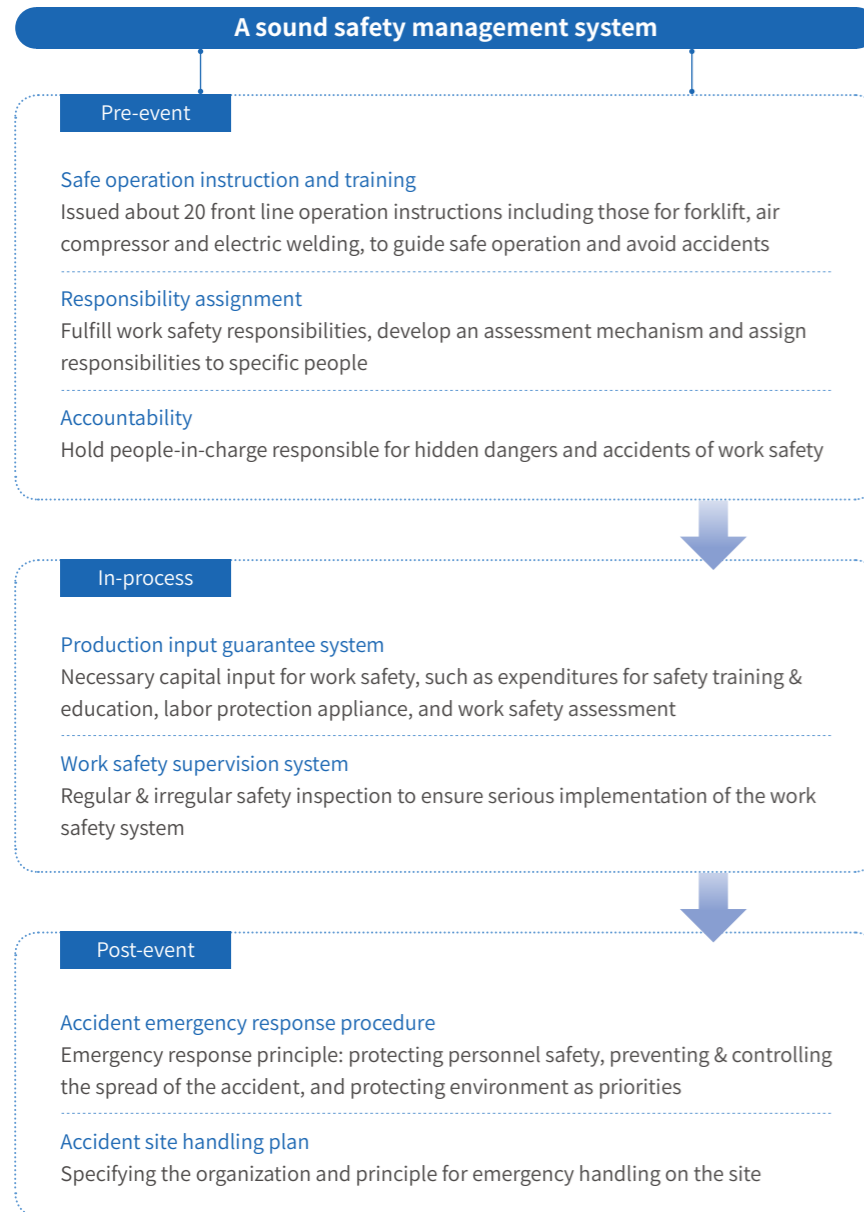 A sound safety management system
Pre-event
Safe operation instruction and training
Issued about 20 front line operation instructions including those for forklift, air
compressor and electric welding, to guide safe operation and avoid accidents
Responsibility assignment
Fulfill work safety responsibilities, develop an assessment mechanism and assign
responsibilities to specific people
Accountability
Hold people-in-charge responsible for hidden dangers and accidents of work safety
In-process
Production input guarantee system
Necessary capital input for work safety, such as expenditures for safety training &
education, labor protection appliance, and work safety assessment
Work safety supervision system
Regular & irregular safety inspection to ensure serious implementation of the work
safety system
Post-event
Accident emergency response procedure
Emergency response principle: protecting personnel safety, preventing & controlling
the spread of the accident, and protecting environment as priorities
Accident site handling plan
Specifying the organization and principle for emergency handling on the site